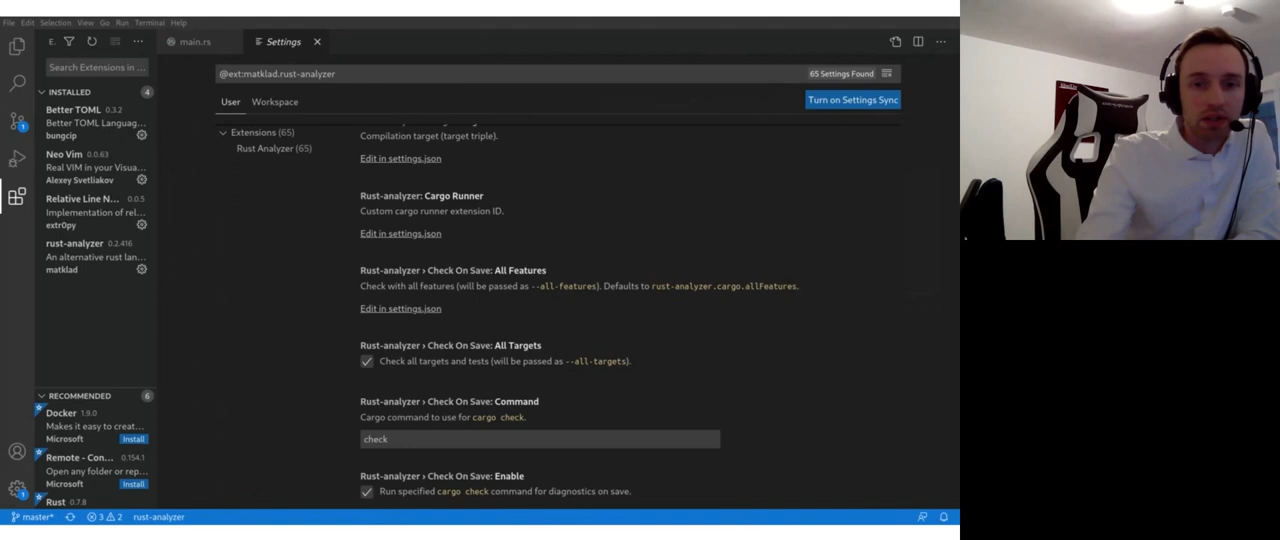 File Edit Selection View Go Run Terminal Help
E.
main.rs
Settings
Search Extensions in ...
@ext:matklad.rust-analyzer
65 Settings Found
INSTALLED
4
User
Workspace
Turn on Settings Sync
Better TOML 0.3.2
Better TOML Languag...
bungcip
Neo Vim 0.0.63
Real VIM in your Visua...
Alexey Svetliakov
Relative Line N... 0.0.5
Implementation of rel...
extr0py
rust-analyzer 0.2.416
An alternative rust lan...
matklad
Extensions (65)
Rust Analyzer (65)
Compilation target (target triple).
Edit in settings.json
Rust-analyzer: Cargo Runner
Custom cargo runner extension ID.
Edit in settings.json
Rust-analyzer › Check On Save: All Features
Check with all features (will be passed as --all-features). Defaults to rust-analyzer.cargo.allFeatures.
Edit in settings.json
Rust-analyzer › Check On Save: All Targets
Check all targets and tests (will be passed as --all-targets).
Rust-analyzer › Check On Save: Command
Cargo command to use for cargo check.
check
Rust-analyzer › Check On Save: Enable
Run specified cargo check command for diagnostics on save.
RECOMMENDED
6
Docker 1.9.0
Makes it easy to creat...
Microsoft
Install
Remote - Con... 0.154.1
Open any folder or rep...
Microsoft
Install
Rust 0.7.8
1
1
master*
3
2
rust-analyzer